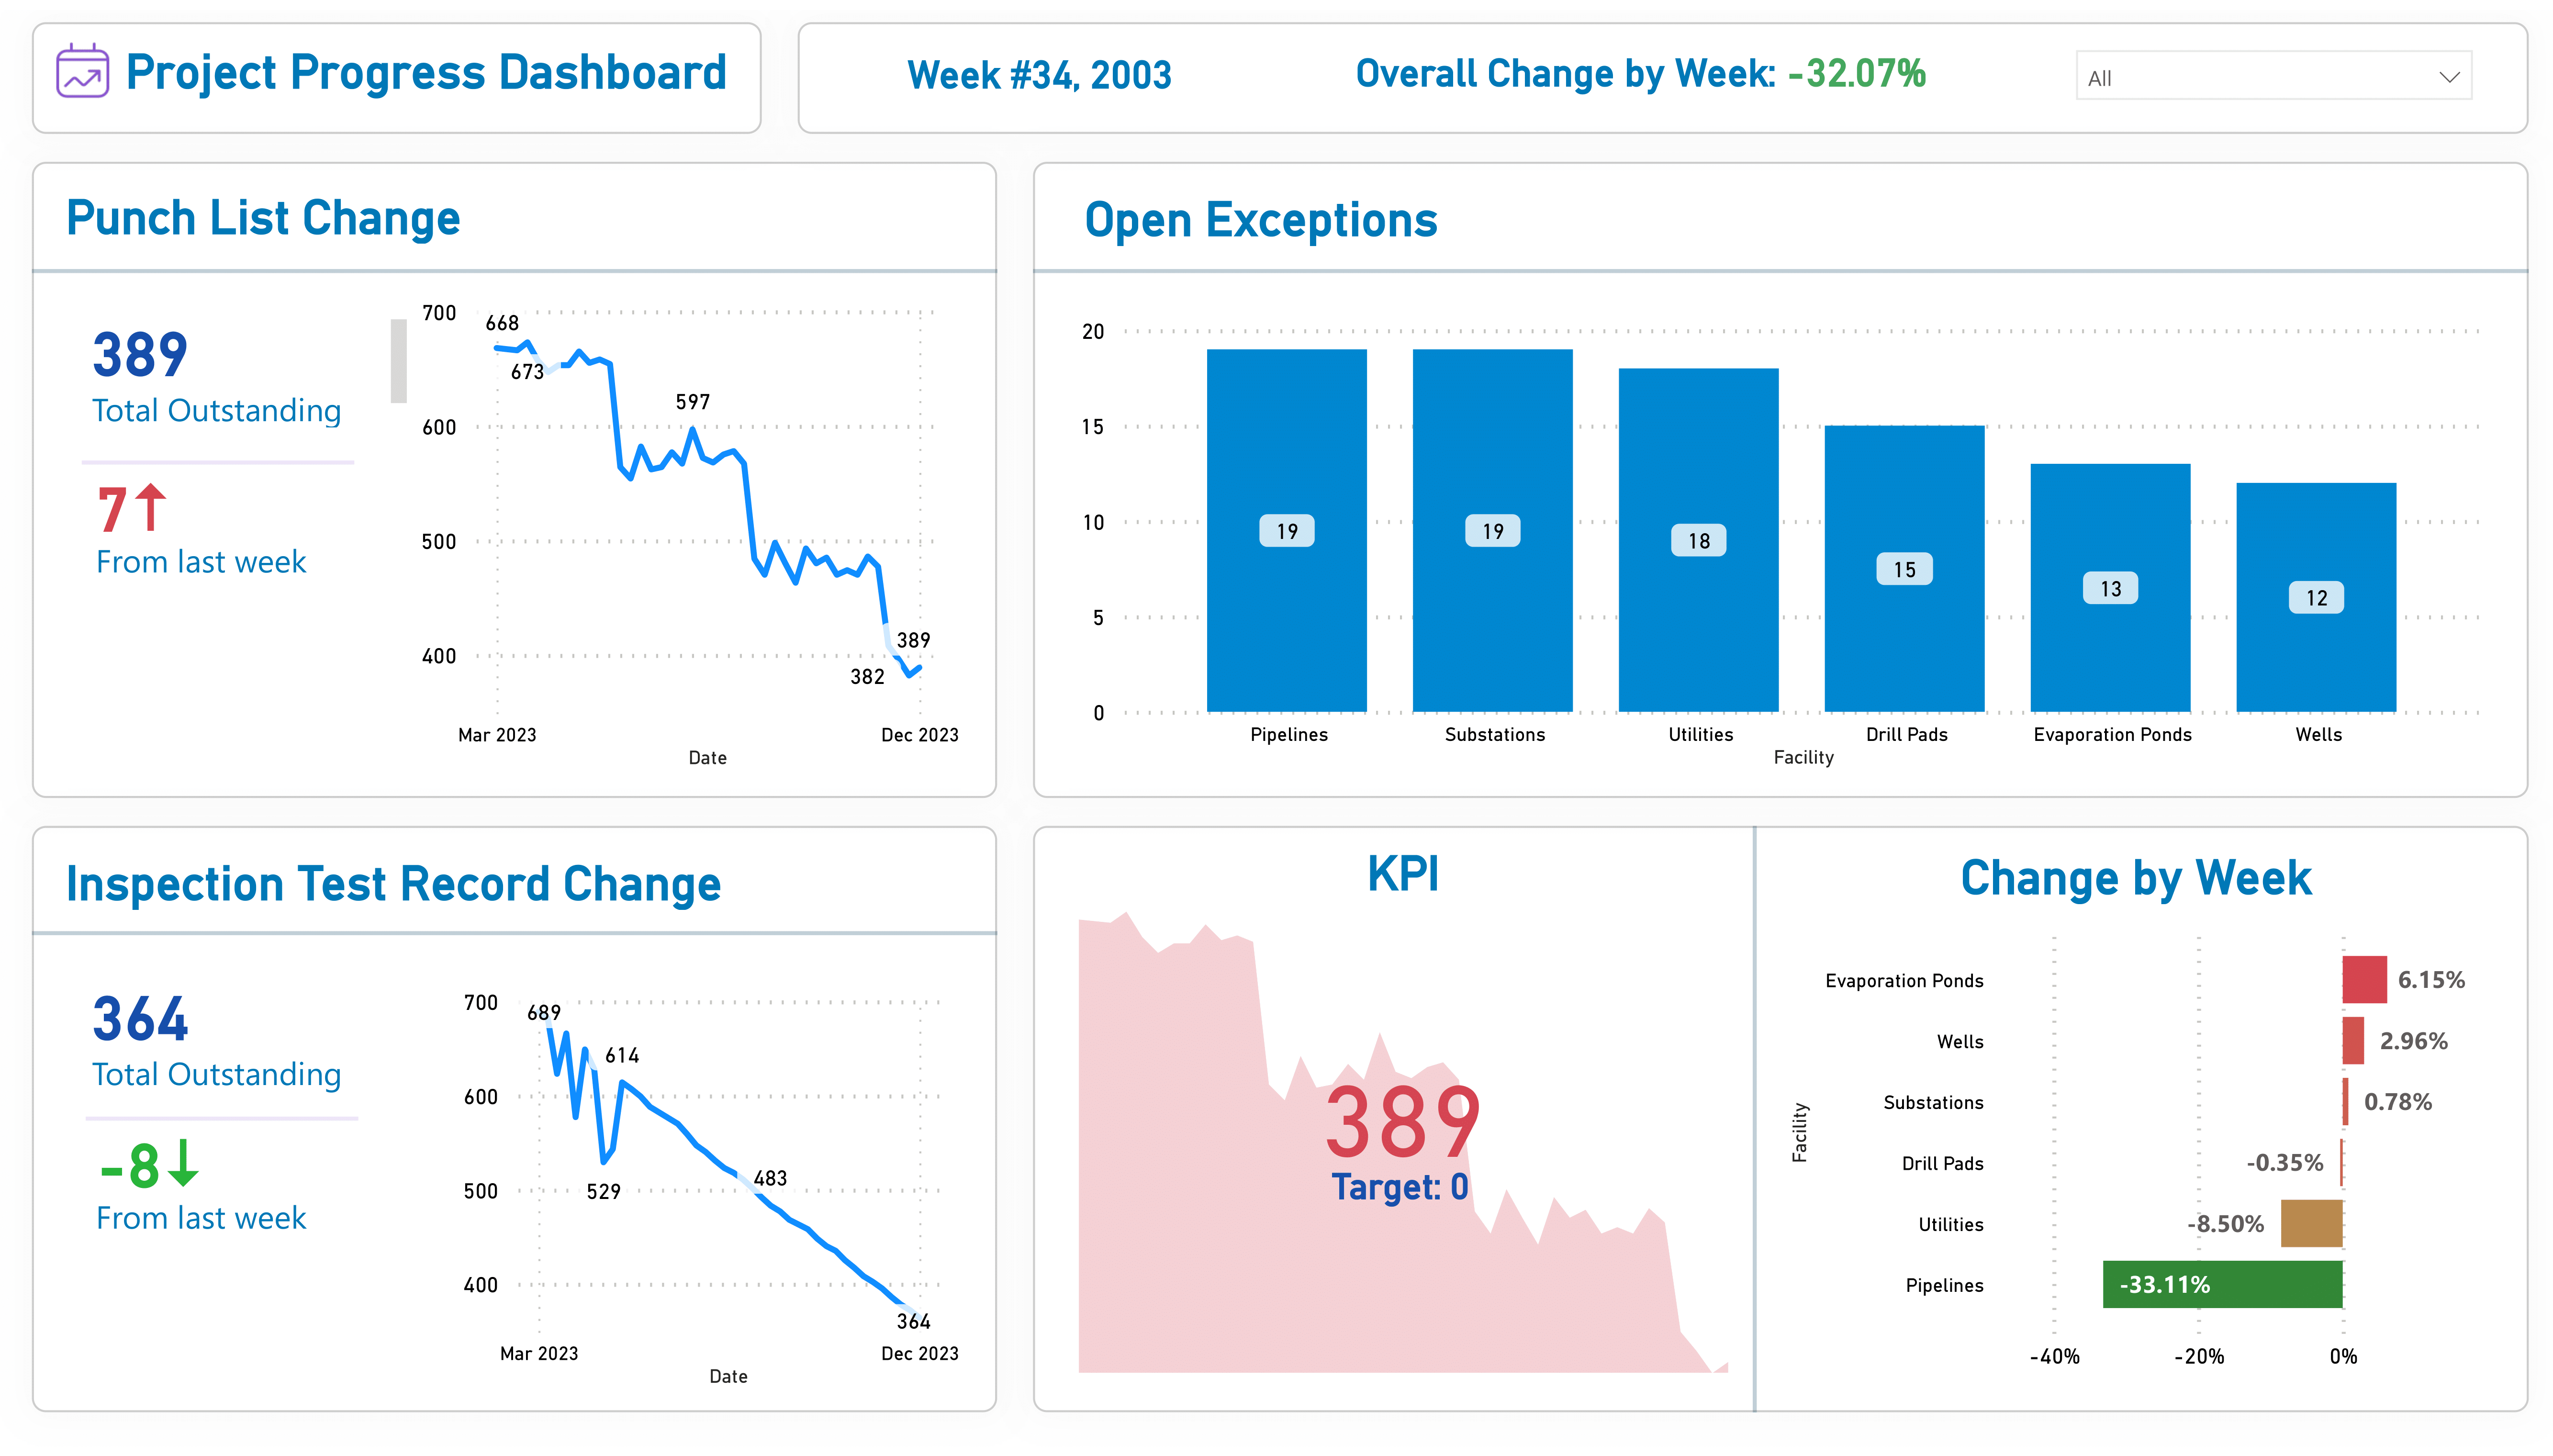 Project Progress Dashboard
Week #34, 2003
Overall Change by Week: -32.07%
All
Punch List Change
389
Total Outstanding
7↑
From last week
700
600
500
400
668
673
597
389
382
Mar 2023
Dec 2023
Date
Open Exceptions
20
15
10
5
0
19
19
18
15
13
12
Pipelines
Substations
Utilities
Drill Pads
Evaporation Ponds
Wells
Facility
Inspection Test Record Change
364
Total Outstanding
-8↓
From last week
700
600
500
400
689
614
529
483
364
Mar 2023
Dec 2023
Date
KPI
389
Target: 0
Change by Week
Facility
Evaporation Ponds
6.15%
Wells
2.96%
Substations
0.78%
Drill Pads
-0.35%
Utilities
-8.50%
Pipelines
-33.11%
-40%
-20%
0%